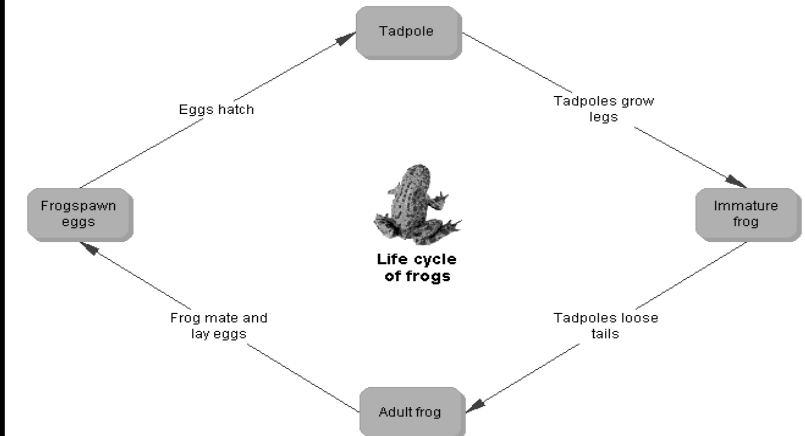 Tadpole
Eggs hatch
Tadpoles grow
legs
Frogspawn
eggs
Immature
frog
Life cycle
of frogs
Frog mate and
lay eggs
Tadpoles loose
tails
Adult frog